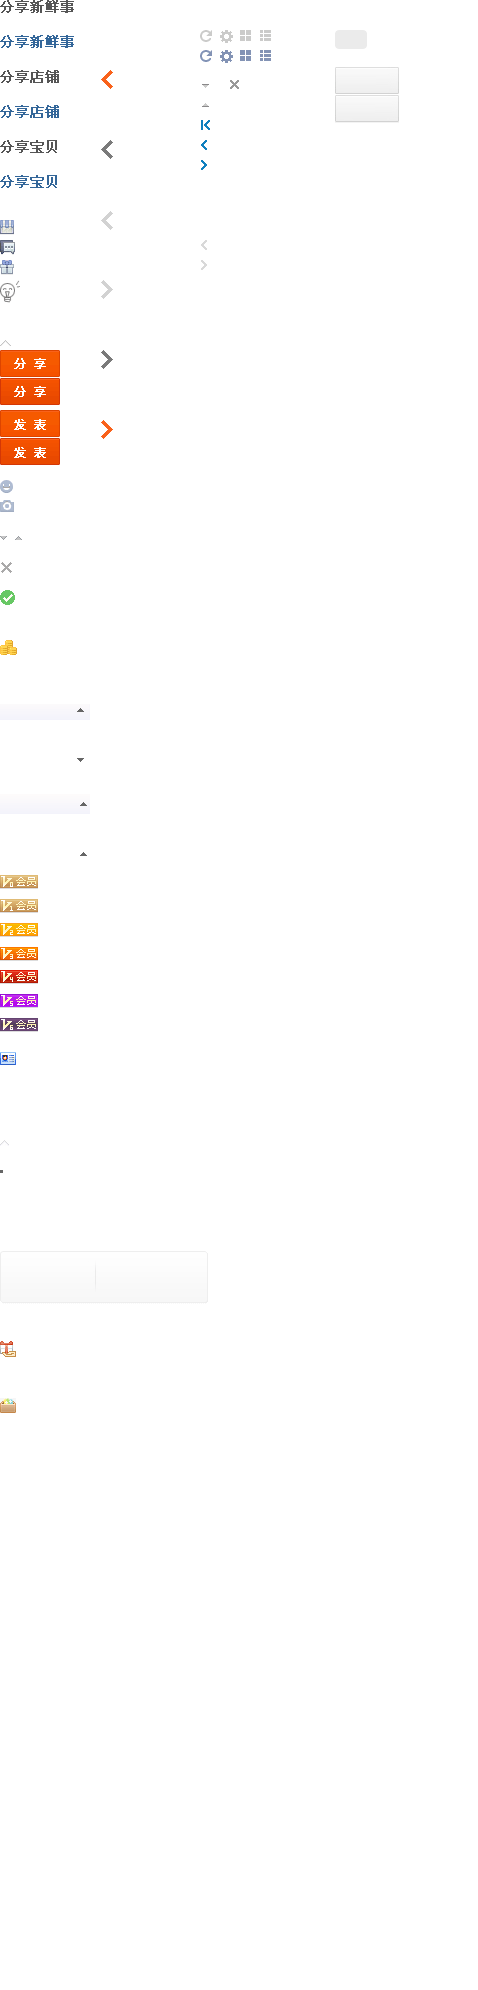 分享新鲜事
分享新鲜事
分享店铺
分享店铺
分享宝贝
分享宝贝
分 享
分 享
发 表
发 表
V0 会员
V1 会员
V2 会员
V3 会员
V4 会员
V5 会员
V6 会员